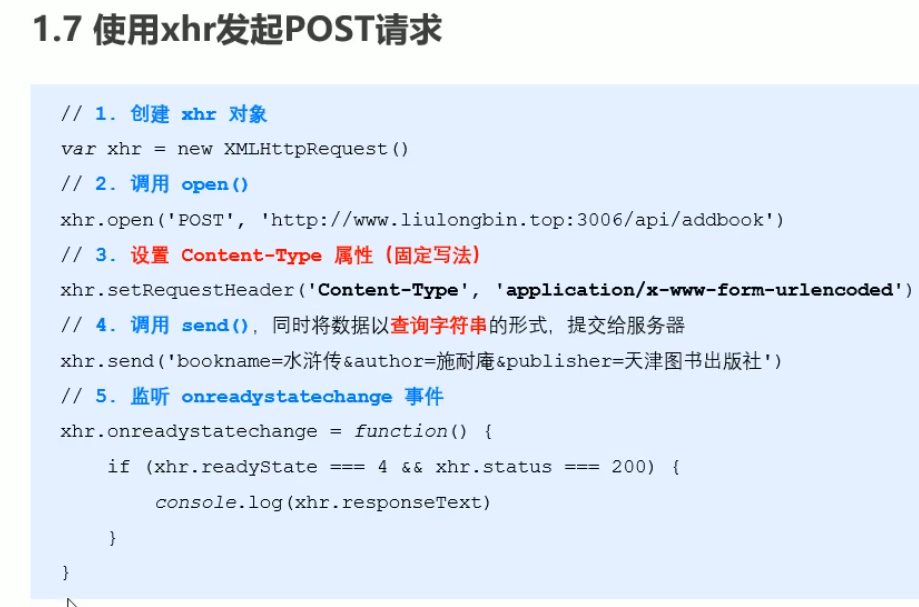 1.7 使用xhr发起POST请求
// 1. 创建 xhr 对象
var xhr = new XMLHttpRequest()
// 2. 调用 open()
xhr.open('POST', 'http://www.liulongbin.top:3006/api/addbook')
// 3. 设置 Content-Type 属性（固定写法）
xhr.setRequestHeader('Content-Type', 'application/x-www-form-urlencoded')
// 4. 调用 send()，同时将数据以查询字符串的形式，提交给服务器
xhr.send('bookname=水浒传&author=施耐庵&publisher=天津图书出版社')
// 5. 监听 onreadystatechange 事件
xhr.onreadystatechange = function() {
    if (xhr.readyState === 4 && xhr.status === 200) {
        console.log(xhr.responseText)
    }
}